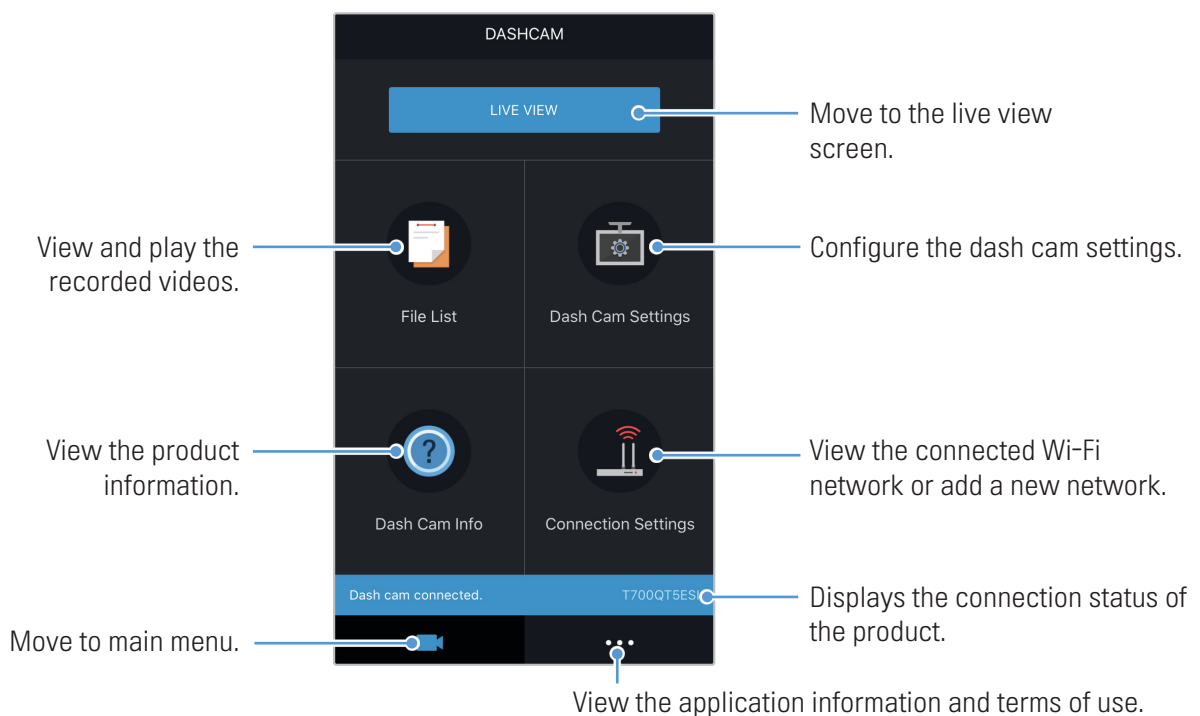 DASHCAM
LIVE VIEW
Move to the live view
screen.
View and play the
recorded videos.
Configure the dash cam settings.
File List
Dash Cam Settings
View the product
information.
?
View the connected Wi-Fi
network or add a new network.
Dash Cam Info
Connection Settings
Dash cam connected.
T700QT5ES
Displays the connection status of
the product.
Move to main menu.
View the application information and terms of use.